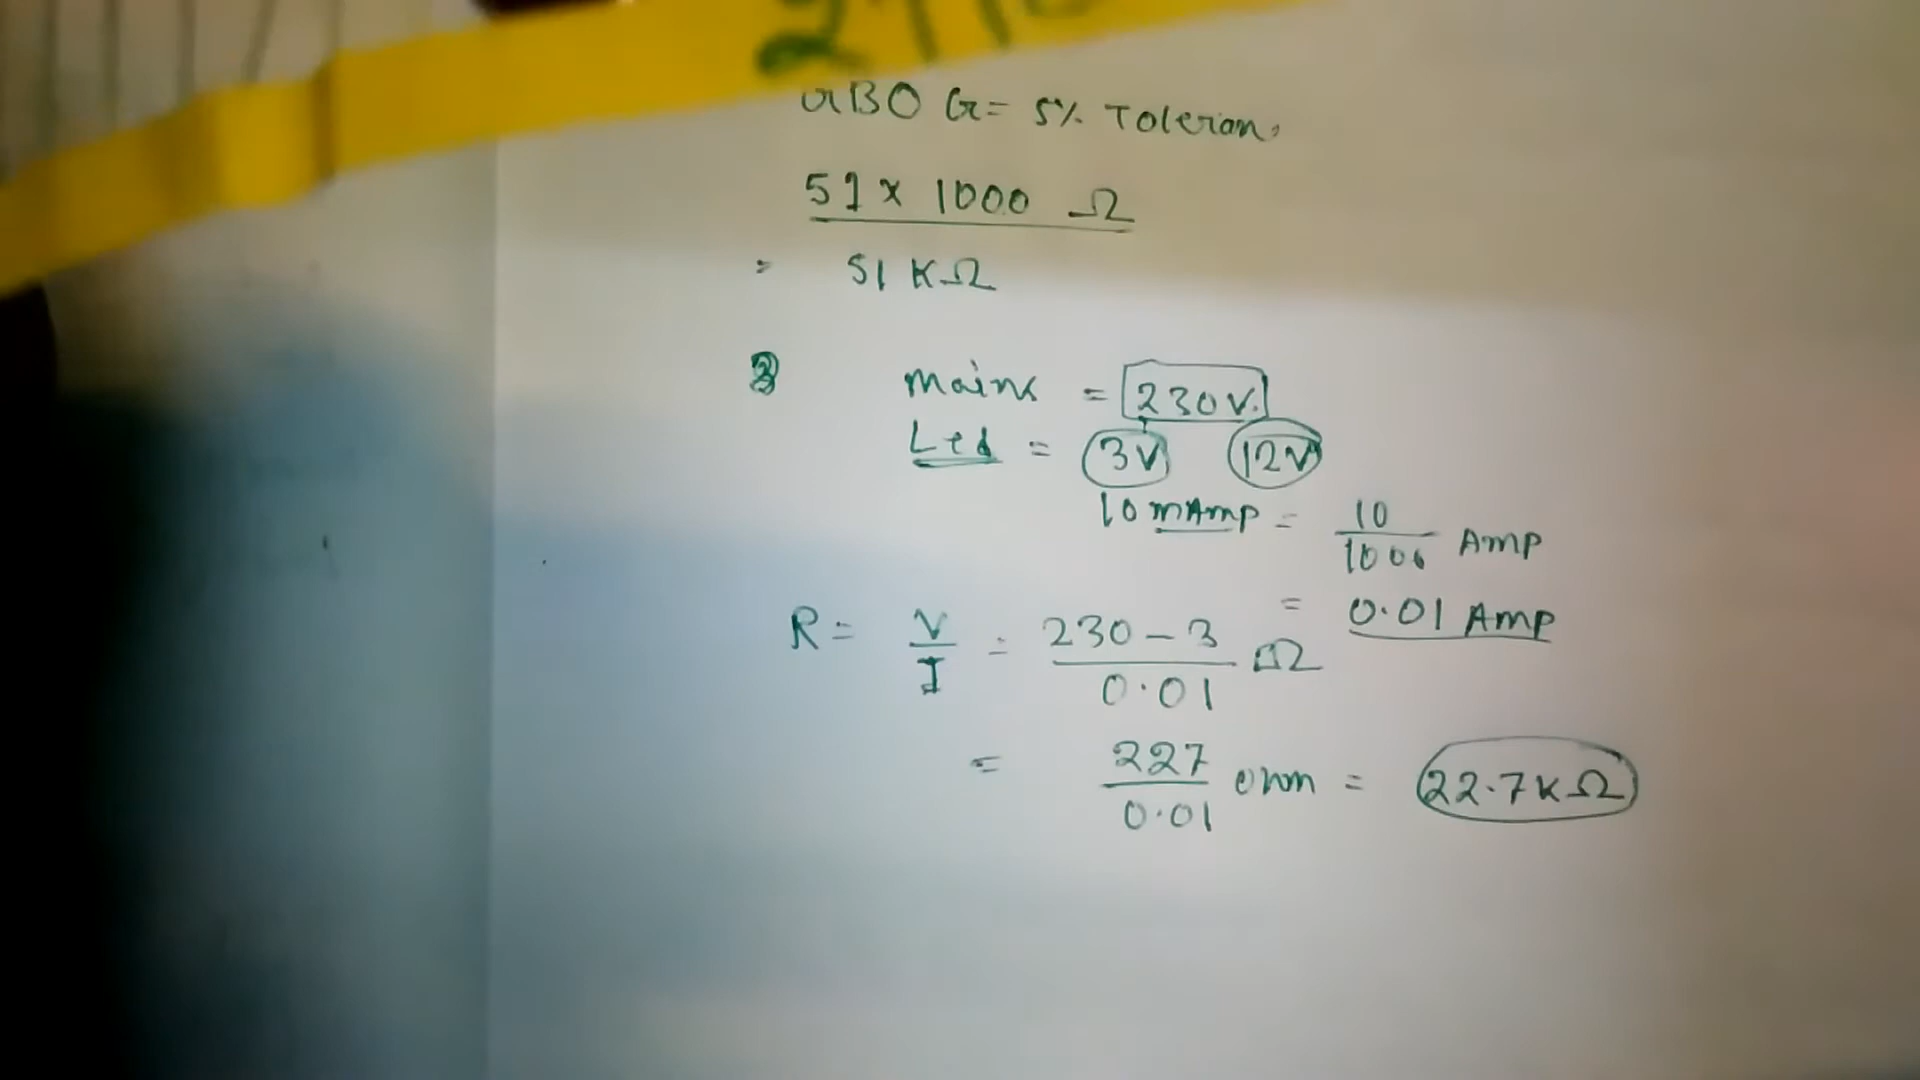 GBO G = 5% Toleran
51 x 1000 Ω
= 51 KΩ
mains = 230V.
Led = 3V 12V
10 mAmp = 10/1000 Amp
= 0.01 Amp
R = V/I = 230-3/0.01 Ω
= 227/0.01 ohm = 22.7KΩ